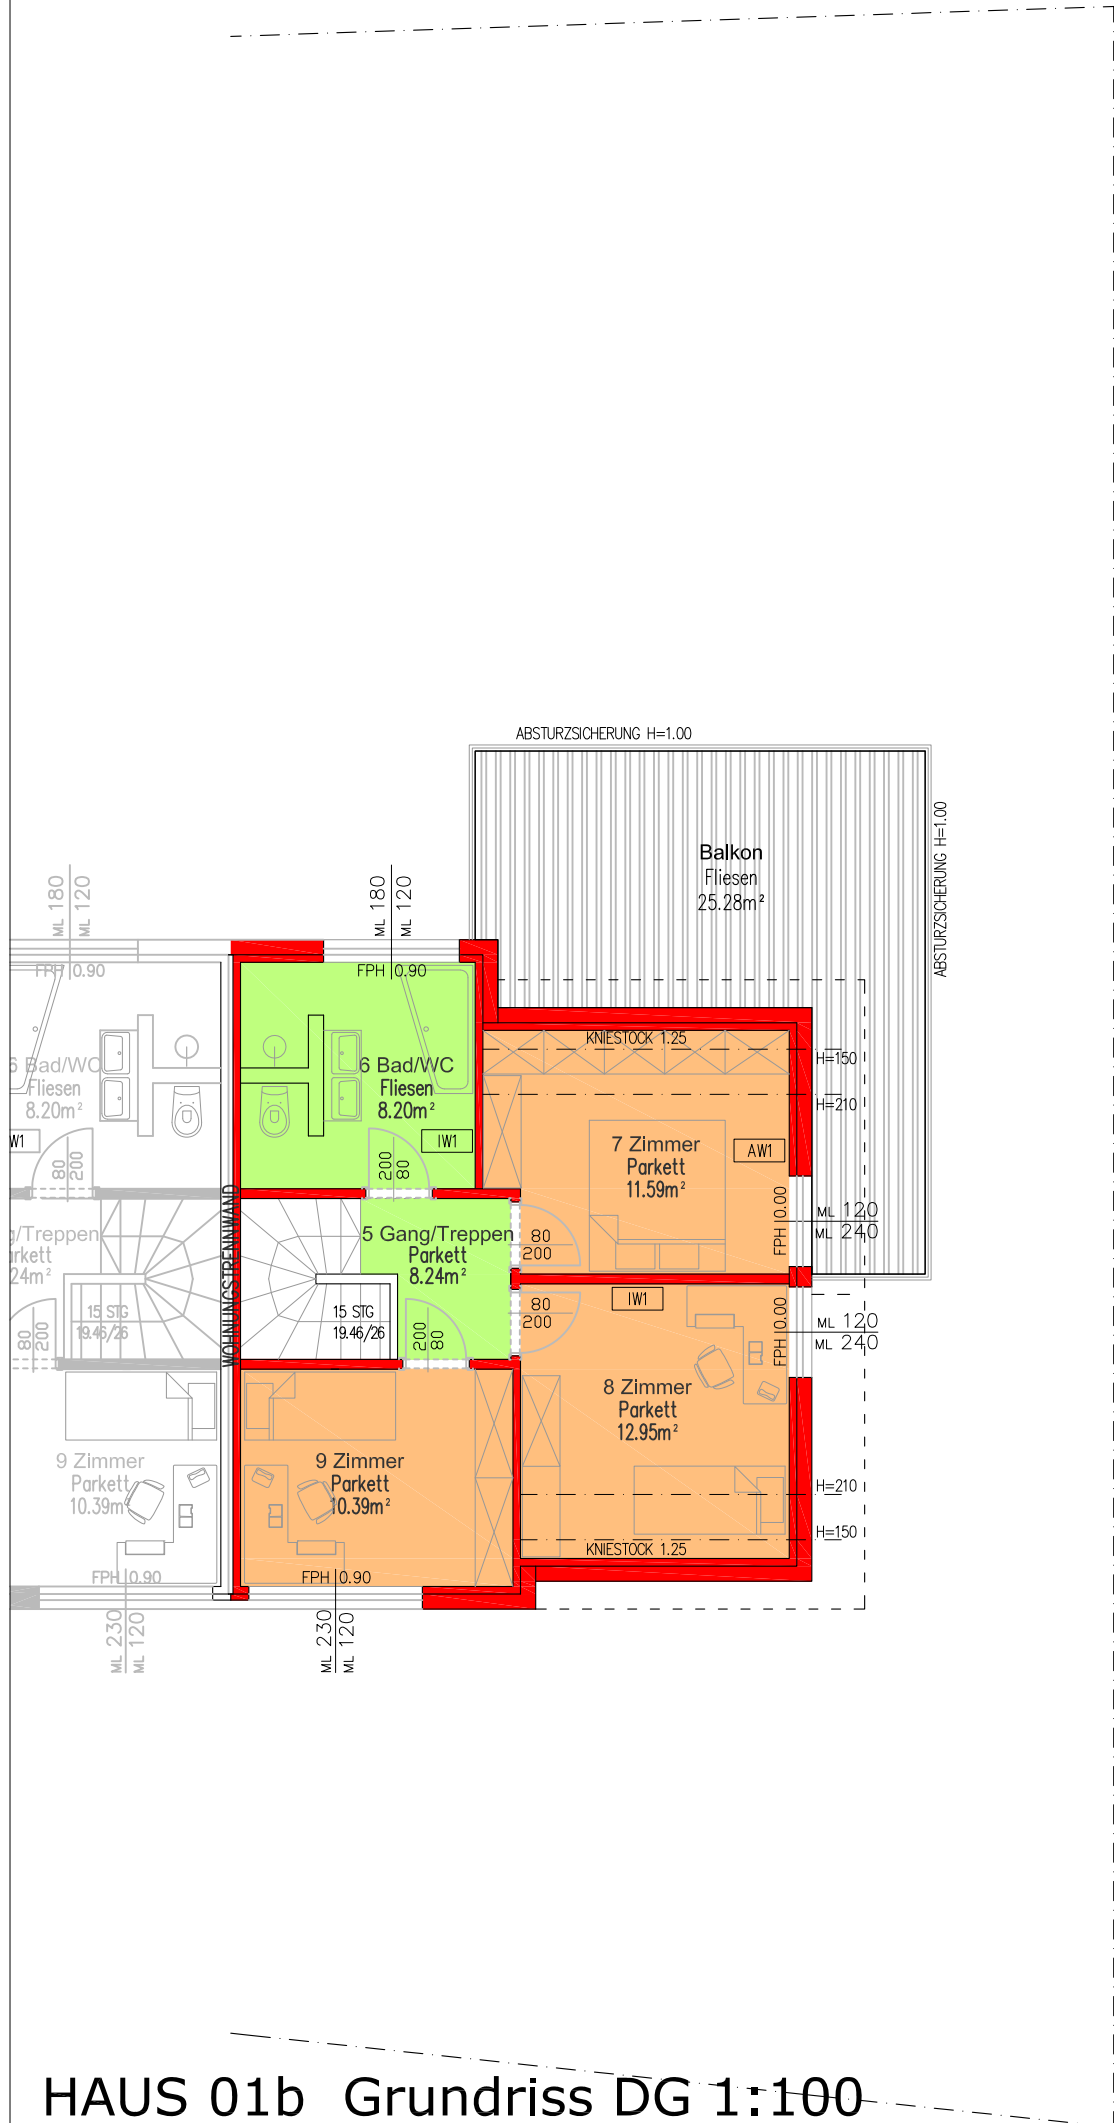 ABSTURZSICHERUNG H=1.00
ABSTURZSICHERUNG H=1.00
Balkon
Fliesen
25.28m²
ML 180
ML 120
FPH 0.90
ML 180
ML 120
FPH 0.90
KNIESTOCK 1.25
H=150
H=210
6 Bad/WC
Fliesen
8.20m²
W1
80
200
6 Bad/WC
Fliesen
8.20m²
IW1
200
80
7 Zimmer
Parkett
11.59m²
AW1
80
200
FPH 0.00
ML 120
ML 240
WOHNUNGSTRENNWAND
g/Treppen
arkett
24m²
15 STG
19.46/26
80
200
5 Gang/Treppen
Parkett
8.24m²
15 STG
19.46/26
200
80
80
200
IW1
FPH 0.00
ML 120
ML 240
8 Zimmer
Parkett
12.95m²
H=210
H=150
KNIESTOCK 1.25
9 Zimmer
Parkett
10.39m
FPH 0.90
ML 230
ML 120
9 Zimmer
Parkett
10.39m²
FPH 0.90
ML 230
ML 120
HAUS 01b Grundriss DG 1:100